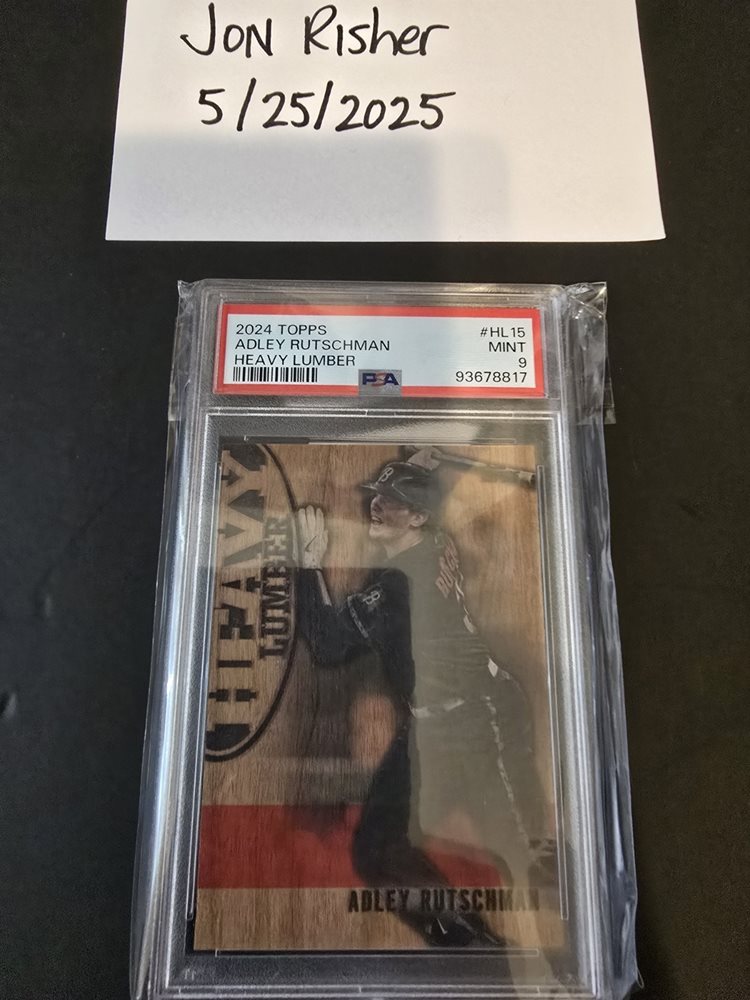 Jon Risher
5/25/2025
2024 TOPPS #HL15
ADLEY RUTSCHMAN MINT
HEAVY LUMBER 9
PSA 93678817
HEAVY
LUMBER
B
B
ADLEY RUTSCHMAN